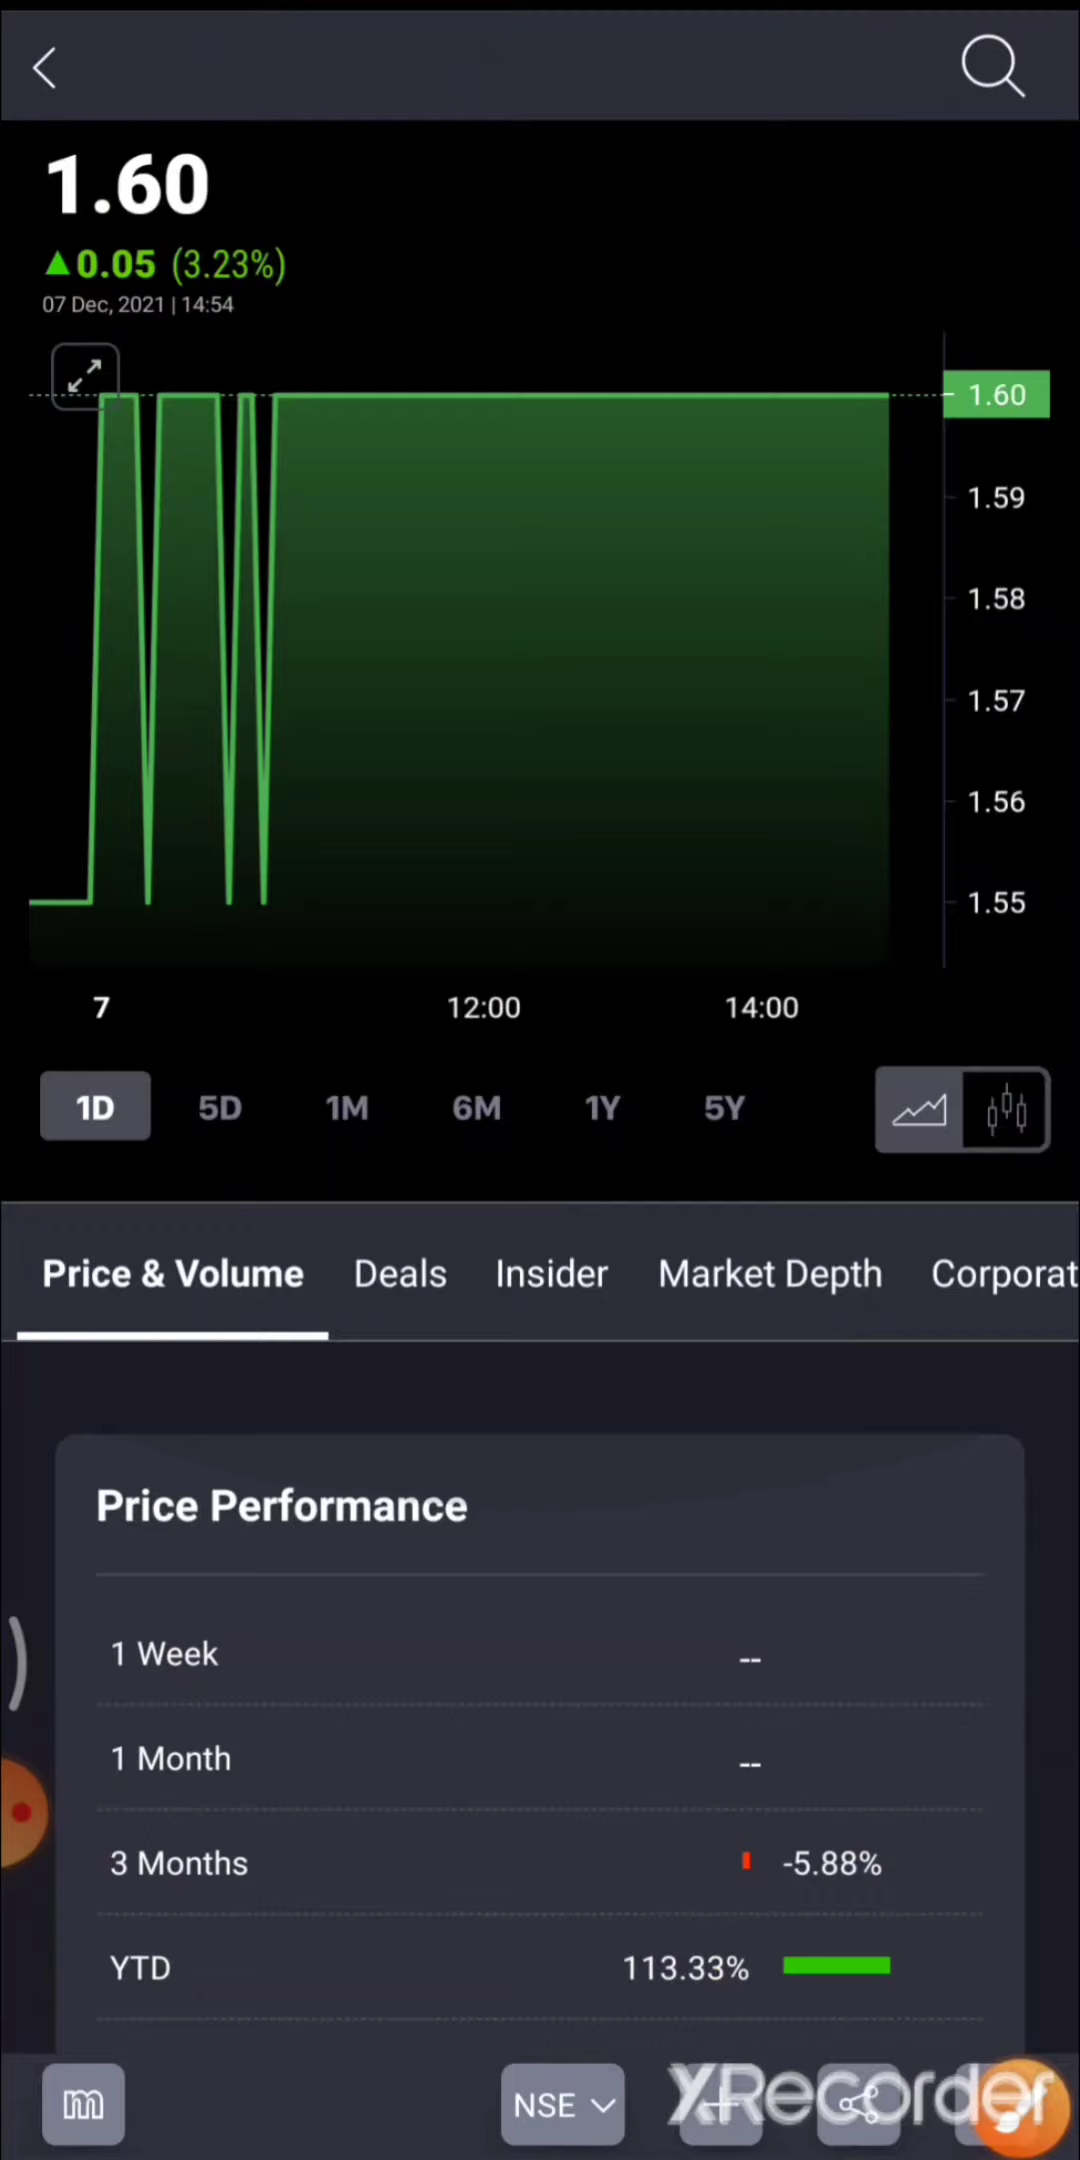 1.60
▲0.05 (3.23%)
07 Dec, 2021 | 14:54
1.60
1.59
1.58
1.57
1.56
1.55
7 12:00 14:00
1D 5D 1M 6M 1Y 5Y
Price & Volume Deals Insider Market Depth Corporat
Price Performance
1 Week --
1 Month --
3 Months -5.88%
YTD 113.33%
m NSE XRecorder